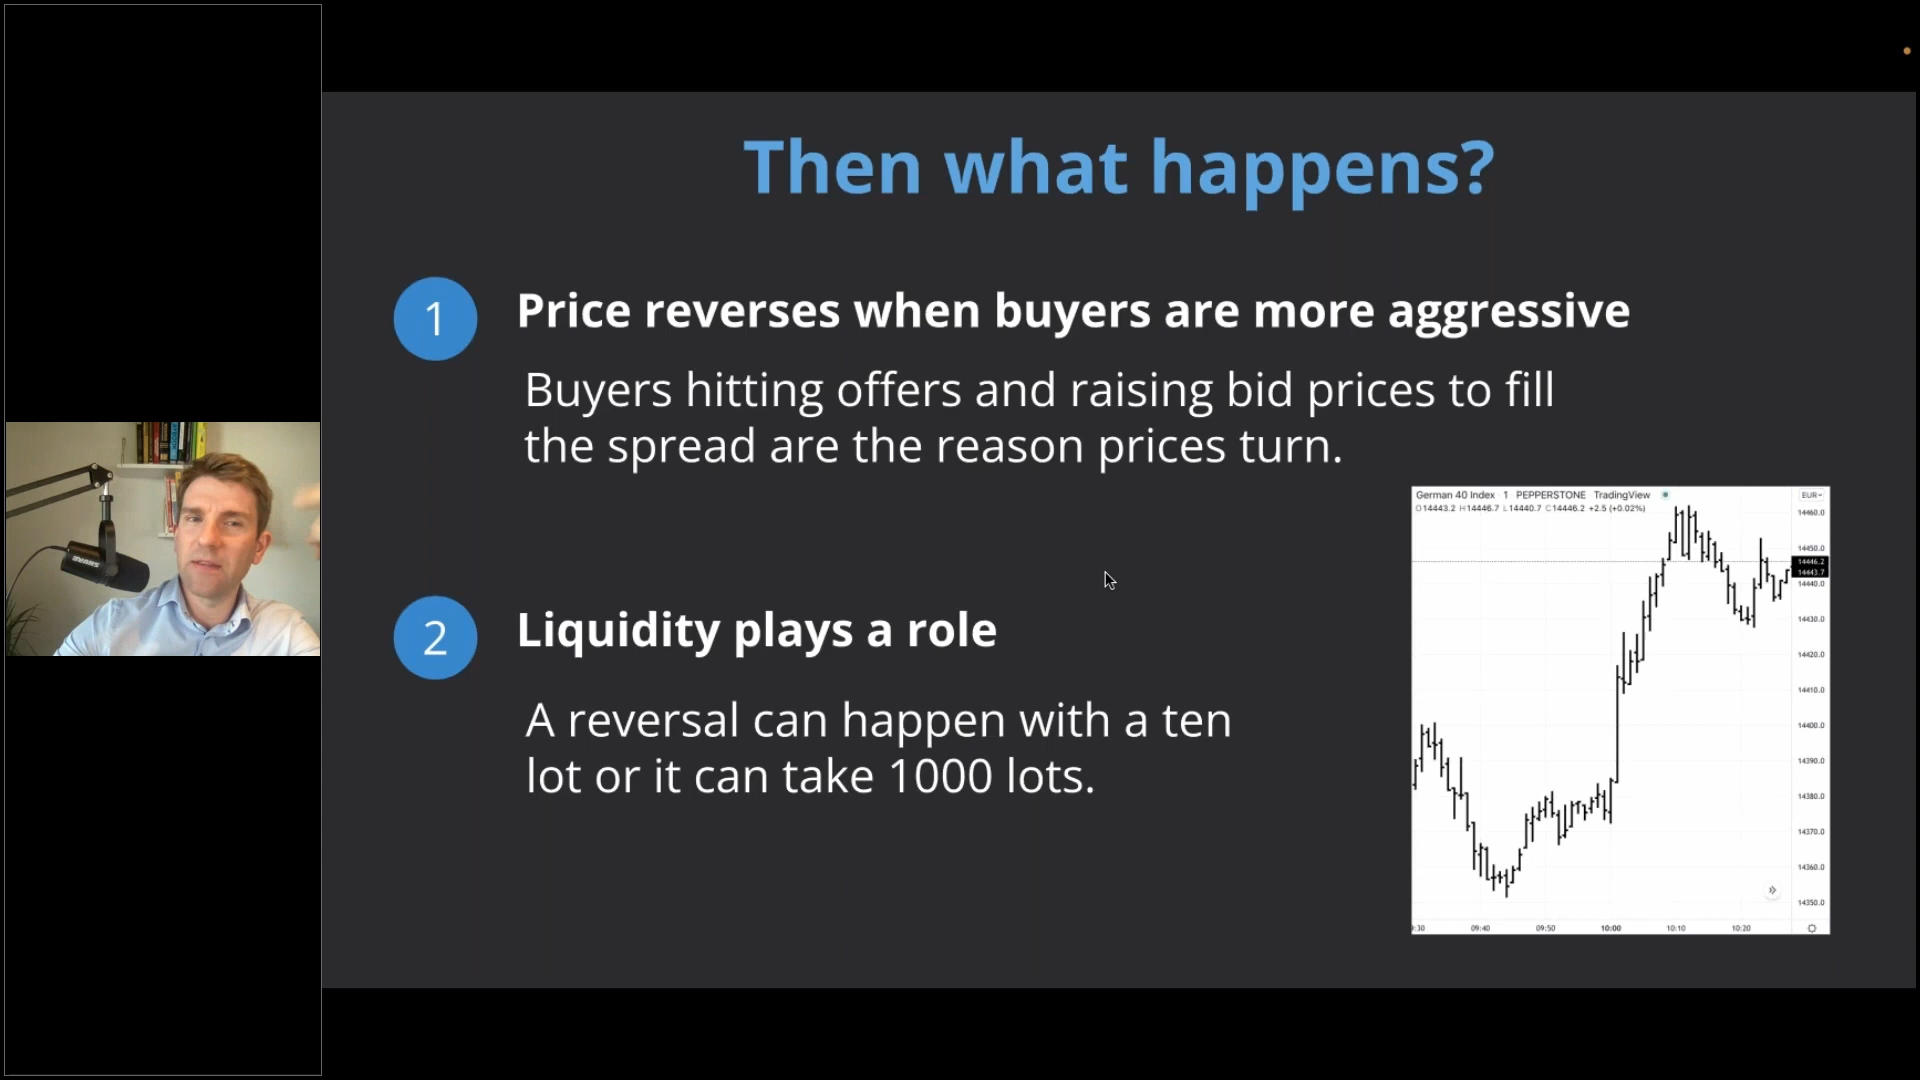 Then what happens?
1
Price reverses when buyers are more aggressive
Buyers hitting offers and raising bid prices to fill
the spread are the reason prices turn.
2
Liquidity plays a role
A reversal can happen with a ten
lot or it can take 1000 lots.
German 40 Index · 1 · PEPPERSTONE · TradingView
EUR
O14443.2 H14446.7 L14440.7 C14446.2 +2.5 (+0.02%)
14460.0
14450.0
14446.2
14443.7
14440.0
14430.0
14420.0
14410.0
14400.0
14390.0
14380.0
14370.0
14360.0
14350.0
:30 09:40 09:50 10:00 10:10 10:20